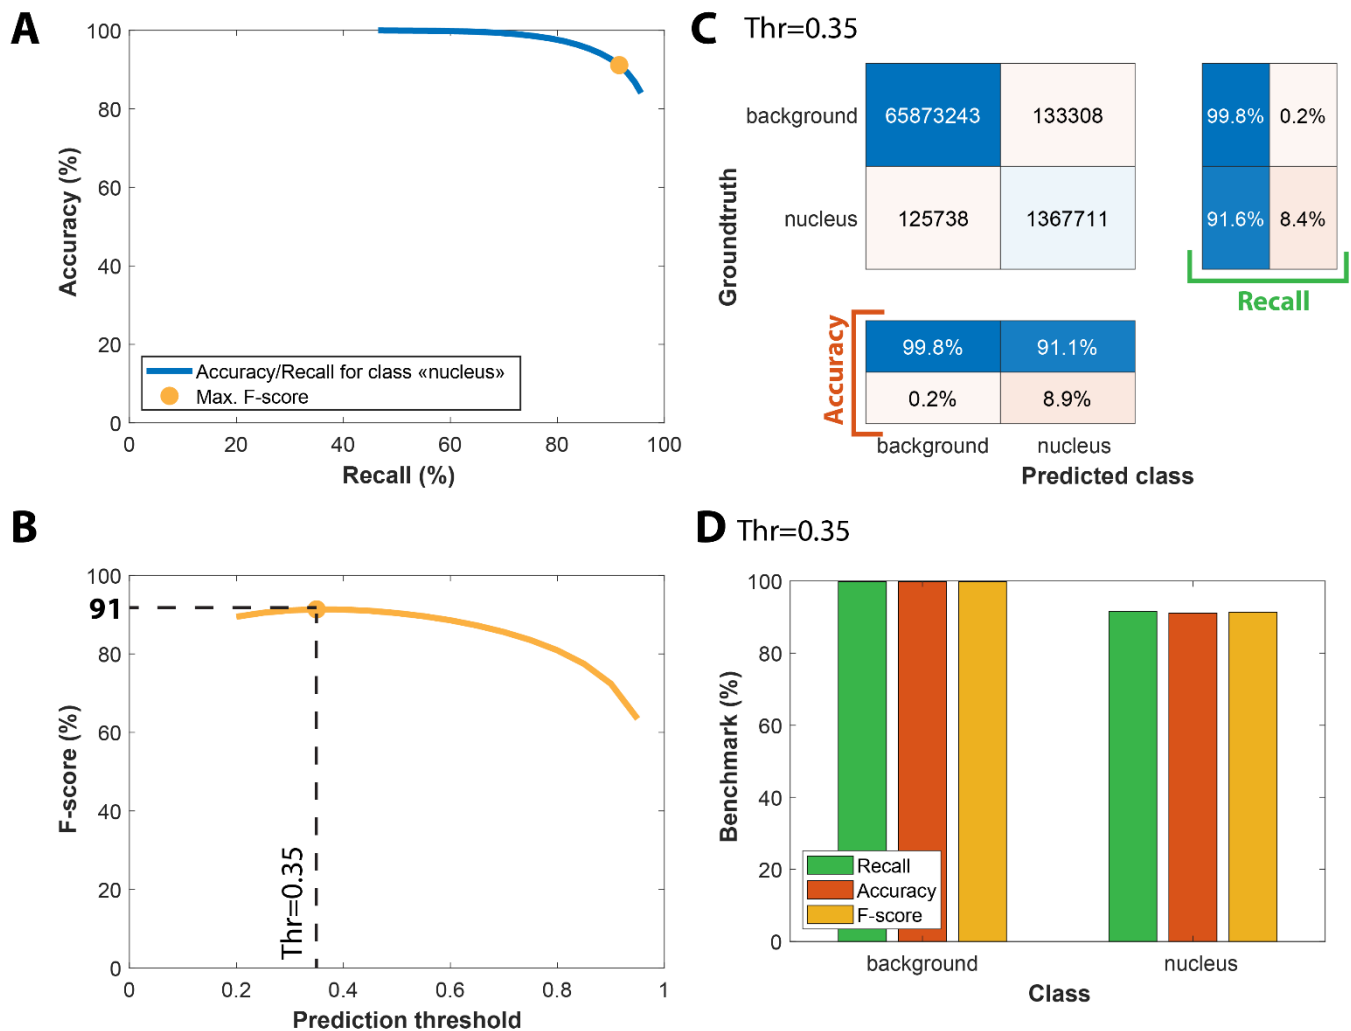 A
100
80
60
40
20
0
Accuracy (%)
Accuracy/Recall for class «nucleus»
Max. F-score
0
20
40
60
80
100
Recall (%)
B
100
91
80
60
40
20
0
F-score (%)
Thr=0.35
0
0.2
0.4
0.6
0.8
1
Prediction threshold
C Thr=0.35
Groundtruth
background 65873243 133308
nucleus 125738 1367711
99.8% 0.2%
91.6% 8.4%
Recall
Accuracy
99.8% 91.1%
0.2% 8.9%
background nucleus
Predicted class
D Thr=0.35
100
80
60
40
20
0
Benchmark (%)
Recall
Accuracy
F-score
background nucleus
Class